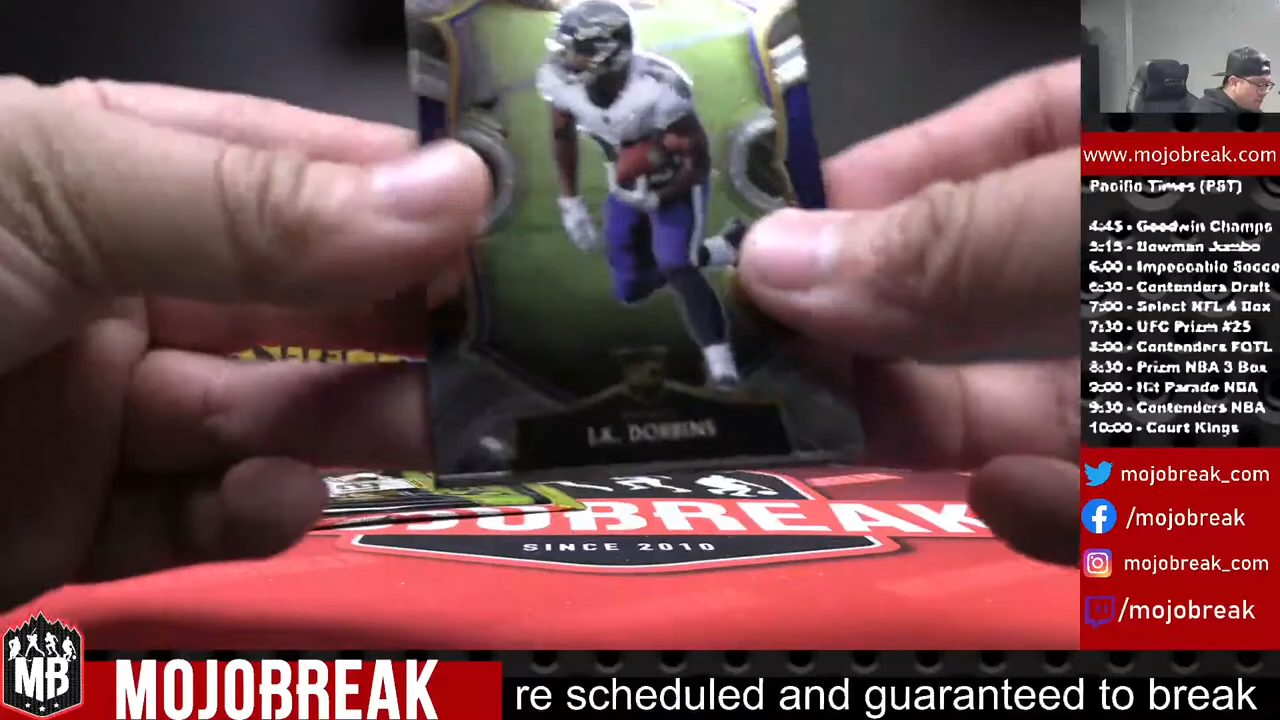 J.K. DOBBINS
OJOBREAK
SINCE 2010
www.mojobreak.com
Pacific Times (PST)
4:45 - Goodwin Champs
5:15 - Bowman Jumbo
6:00 - Impeccable Socce
6:30 - Contenders Draft
7:00 - Select NFL 4 Box
7:30 - UFC Prizm #25
8:00 - Contenders FOTL
8:30 - Prizm NBA 3 Box
9:00 - Hit Parade NBA
9:30 - Contenders NBA
10:00 - Court Kings
mojobreak_com
/mojobreak
mojobreak_com
/mojobreak
MB
MOJOBREAK
re scheduled and guaranteed to break